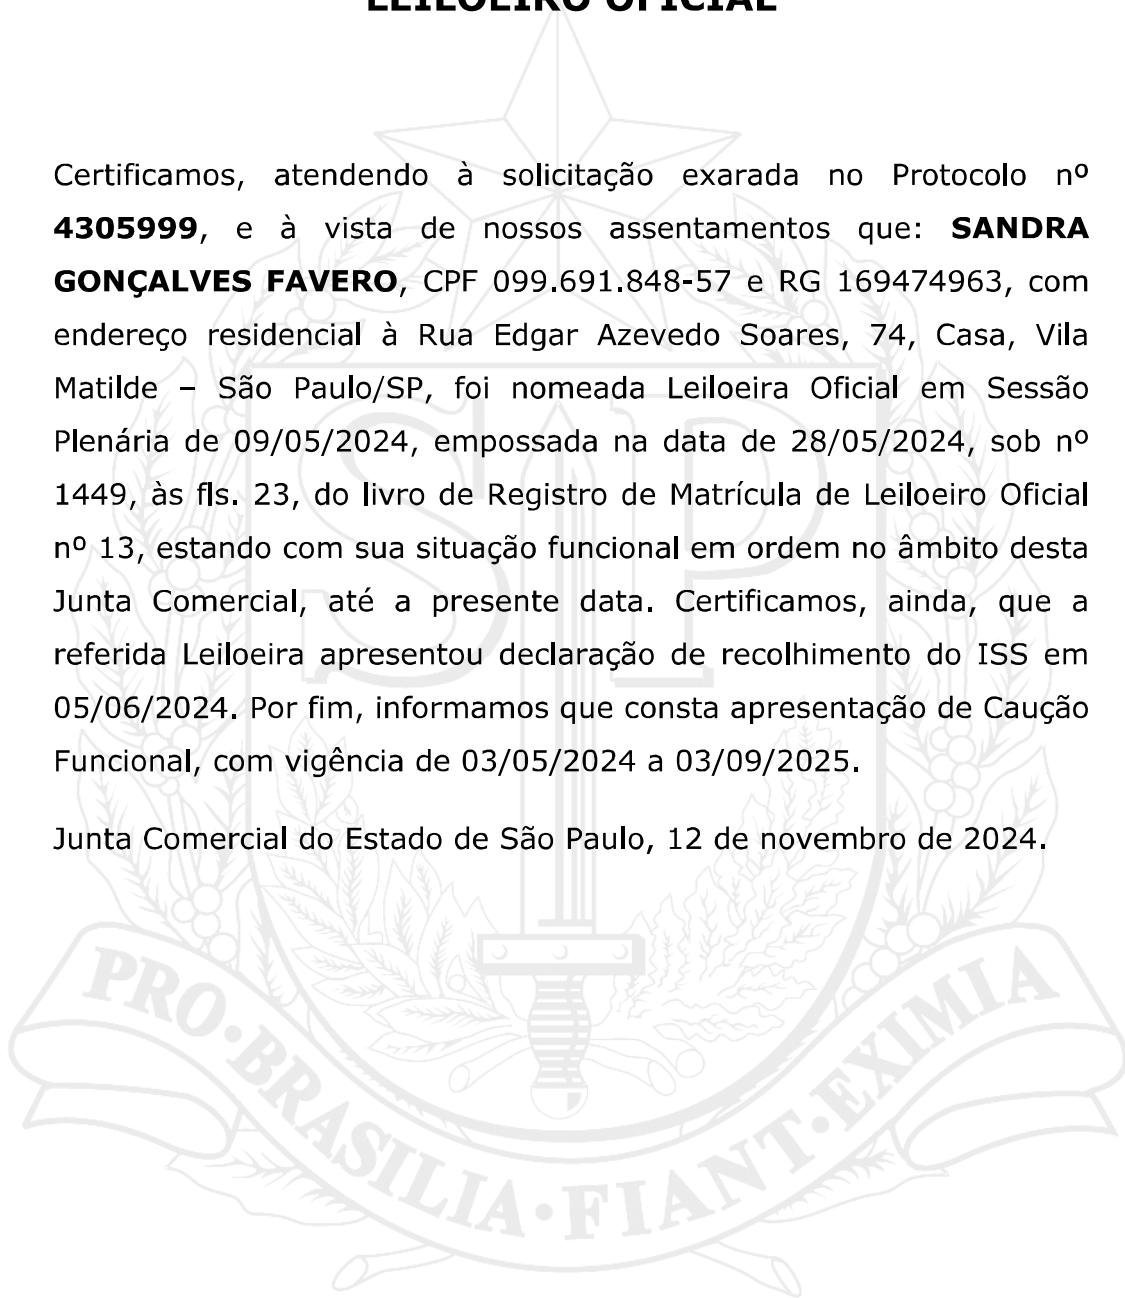 LEILOEIRO OFICIAL
Certificamos, atendendo à solicitação exarada no Protocolo nº
4305999, e à vista de nossos assentamentos que: SANDRA
GONÇALVES FAVERO, CPF 099.691.848-57 e RG 169474963, com
endereço residencial à Rua Edgar Azevedo Soares, 74, Casa, Vila
Matilde – São Paulo/SP, foi nomeada Leiloeira Oficial em Sessão
Plenária de 09/05/2024, empossada na data de 28/05/2024, sob nº
1449, às fls. 23, do livro de Registro de Matrícula de Leiloeiro Oficial
nº 13, estando com sua situação funcional em ordem no âmbito desta
Junta Comercial, até a presente data. Certificamos, ainda, que a
referida Leiloeira apresentou declaração de recolhimento do ISS em
05/06/2024. Por fim, informamos que consta apresentação de Caução
Funcional, com vigência de 03/05/2024 a 03/09/2025.
Junta Comercial do Estado de São Paulo, 12 de novembro de 2024.
SP
PRO·BRASILIA·FIANT·EXIMIA